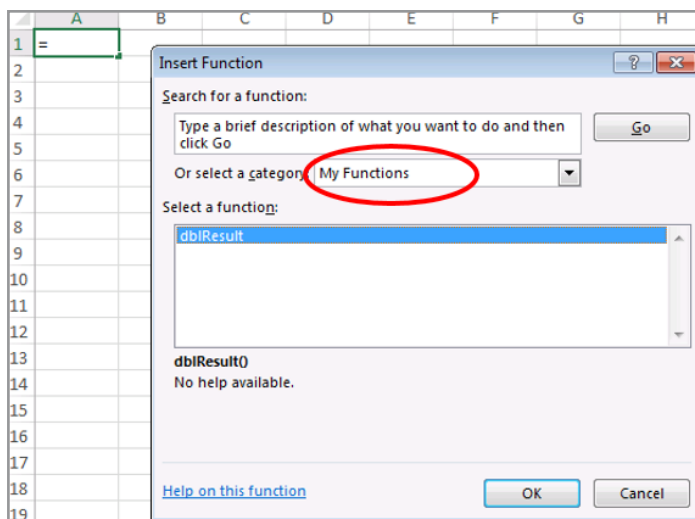 A B C D E F G H
1 =
Insert Function
?
2
Search for a function:
3
Type a brief description of what you want to do and then
click Go
Go
4
5
Or select a category: My Functions
6
7
Select a function:
8
dblResult
9
10
11
12
13
dblResult()
14
No help available.
15
16
17
18
Help on this function
OK
Cancel
19